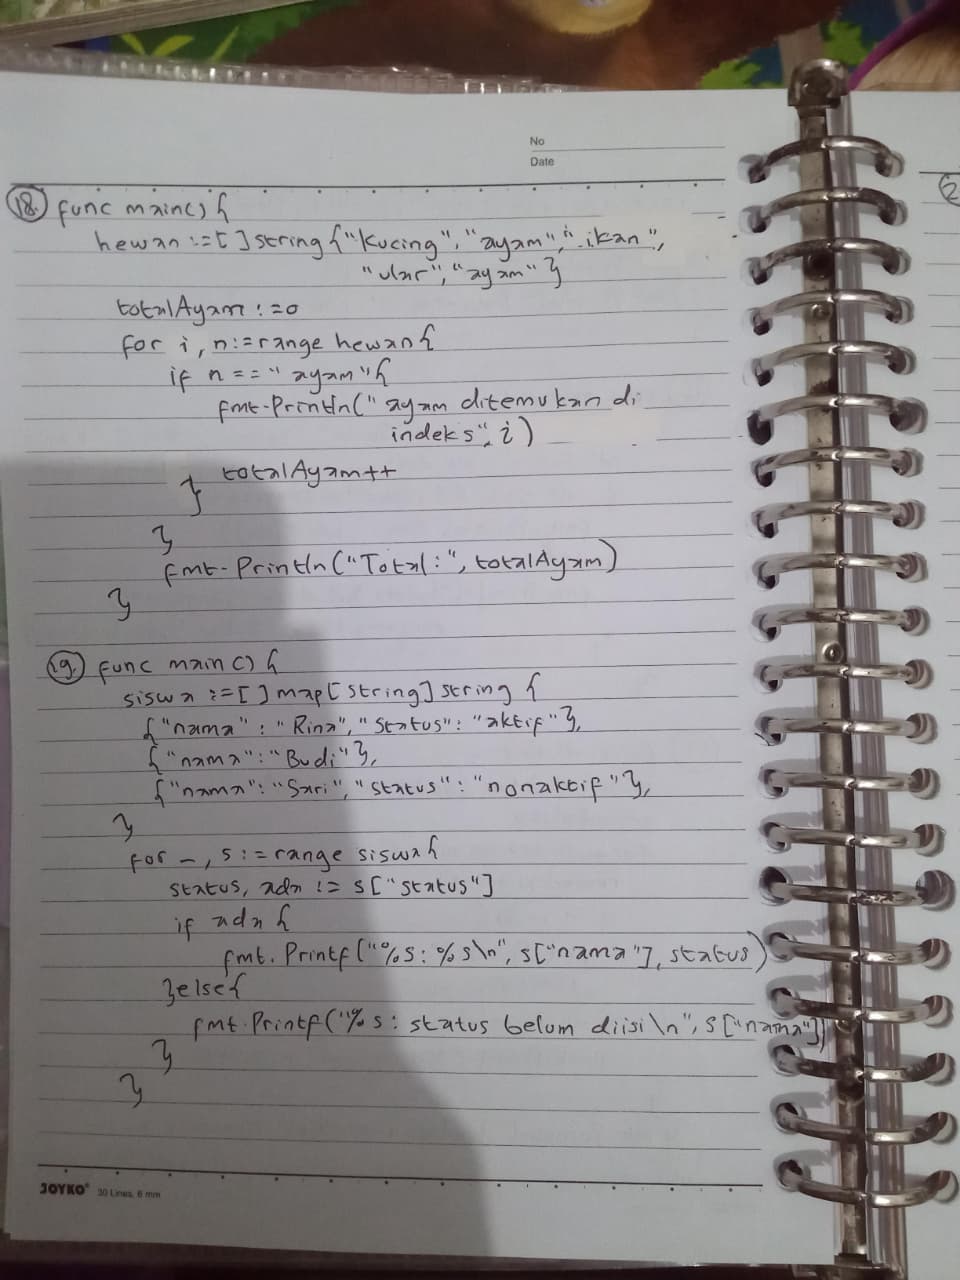 No
Date
18. func main() {
hewan := [ ] string { "Kucing", "ayam", "ikan",
"ular", "ayam" }
totalAyam := 0
for i, n := range hewan {
if n == "ayam" {
fmt.Println(" ayam ditemukan di
indeks", i )
totalAyam++
}
}
fmt.Println("Total :", totalAyam)
}
19. func main() {
siswa := [ ] map [string] string {
{ "nama" : "Rina", "status" : "aktif" },
{ "nama" : "Budi" },
{ "nama" : "Sari", "status" : "nonaktif" },
}
for _, s := range siswa {
status, ada := s ["status"]
if ada {
fmt.Printf ("%s: %s\n", s["nama"], status)
}else{
fmt.Printf("%s : status belum diisi \n", s ["nama"])
}
}
JOYKO® 30 Lines, 6 mm
2